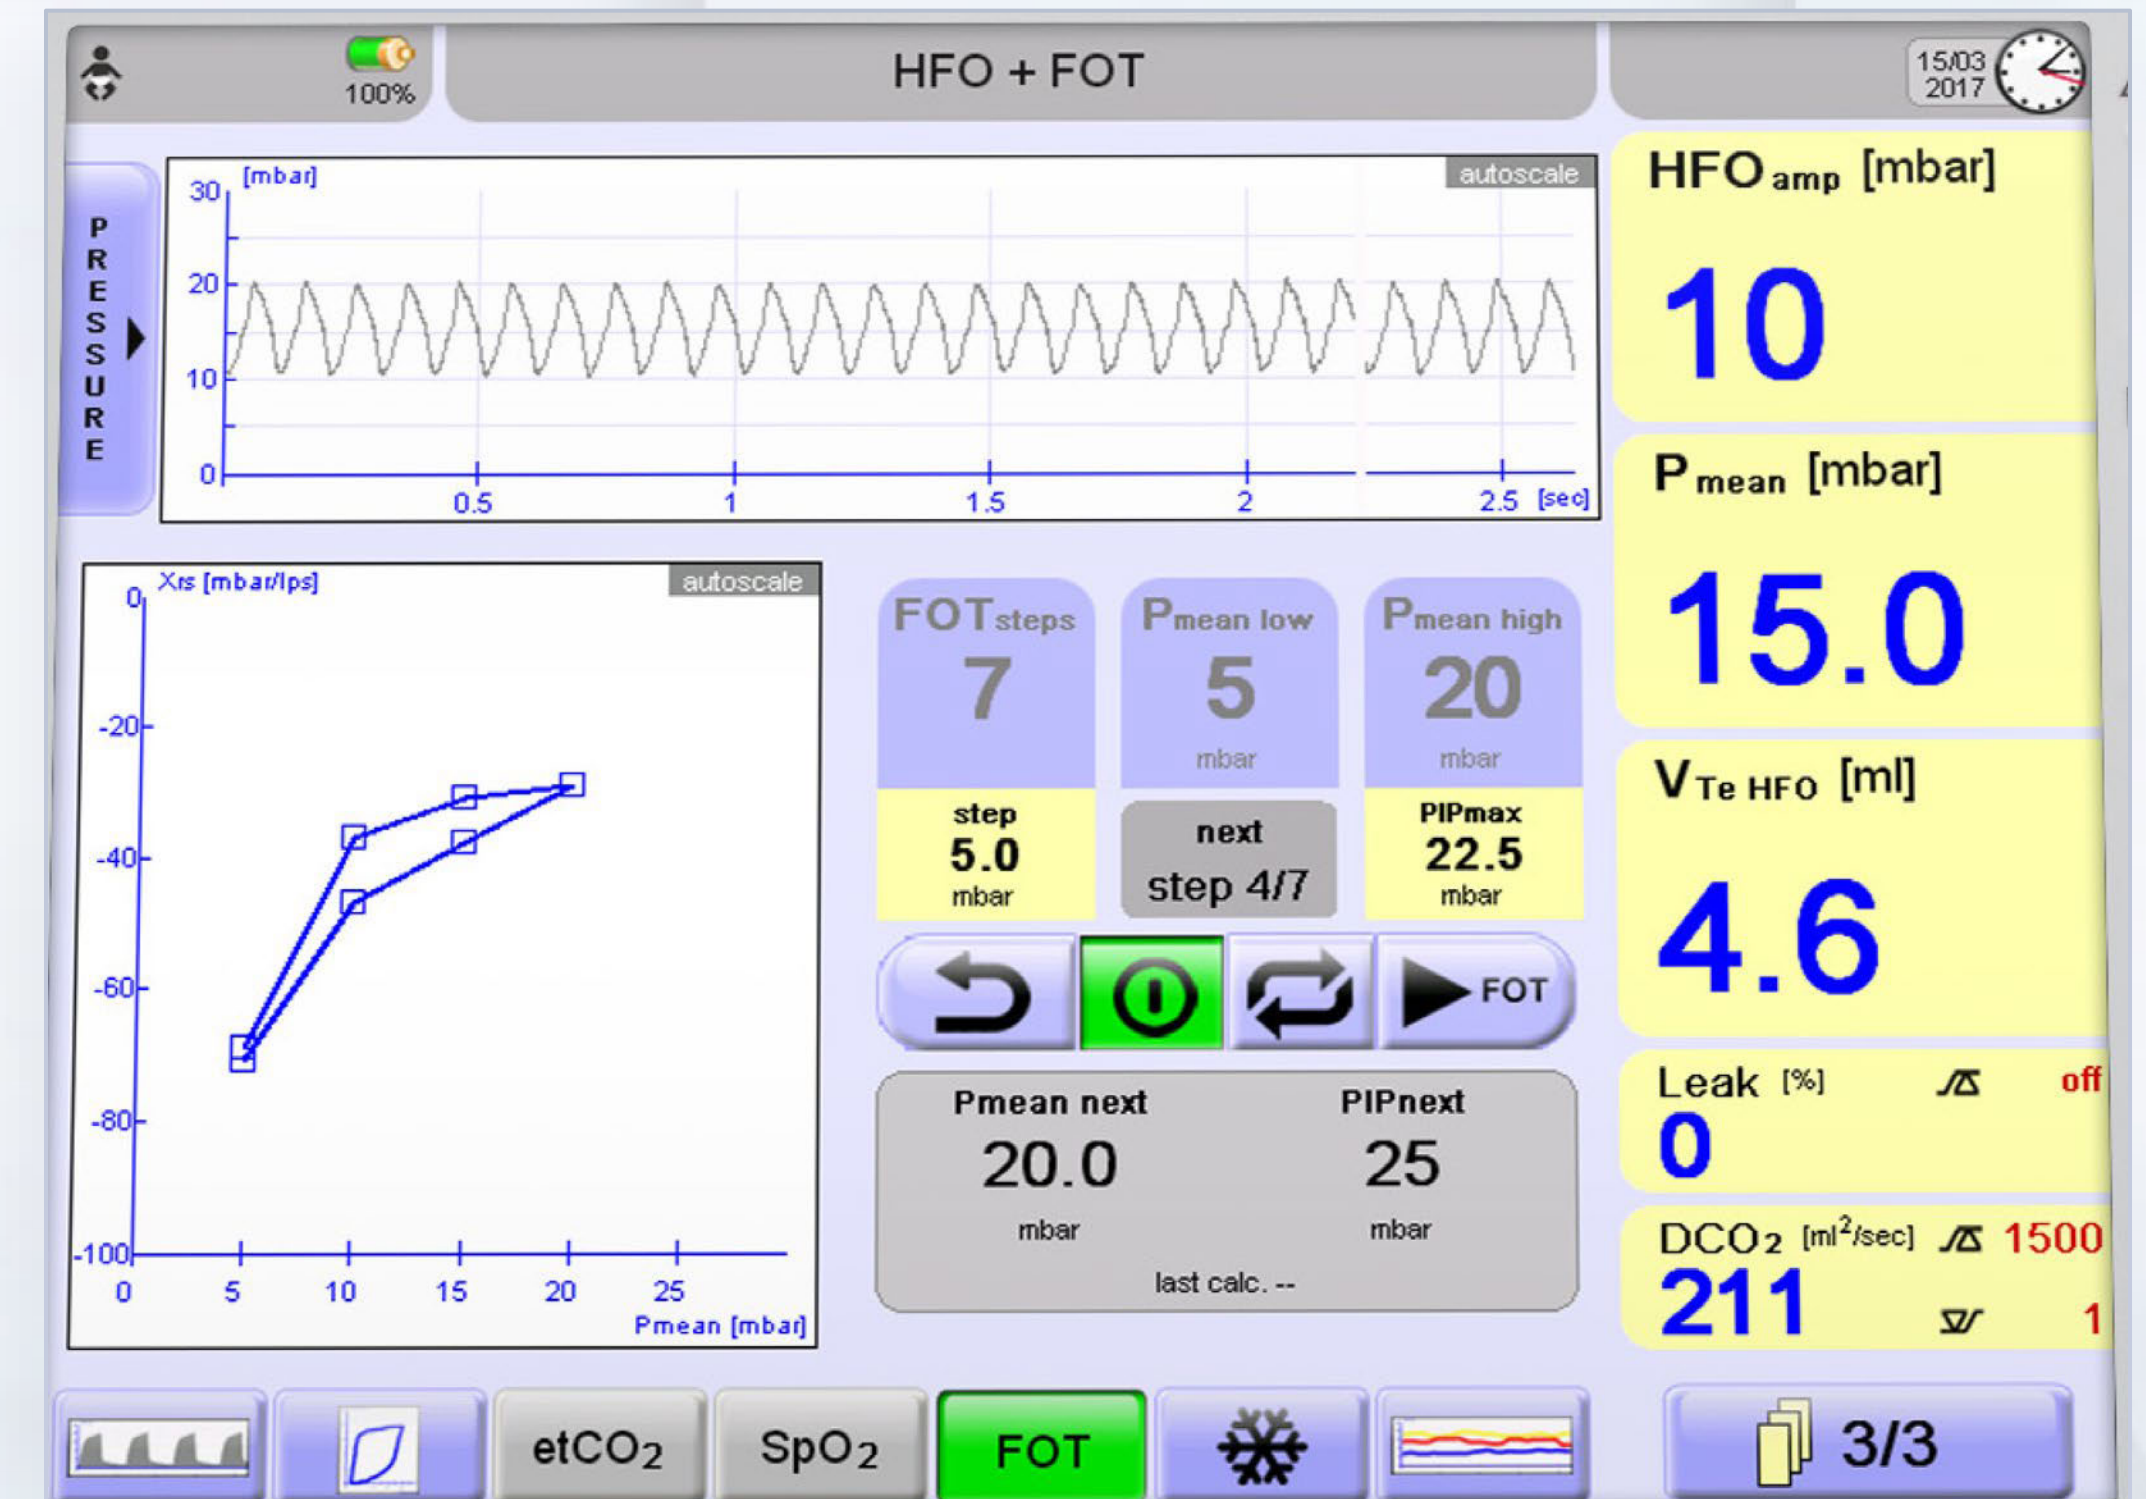 100%
HFO + FOT
15/03
2017
PRESSURE
[mbar]
autoscale
30
20
10
0
0.5 1 1.5 2 2.5 [sec]
HFO amp [mbar]
10
P mean [mbar]
15.0
V Te HFO [ml]
4.6
Leak [%] off
0
DCO2 [ml²/sec] 1500
211
1
Xrs [mbar/lps]
autoscale
0
-20
-40
-60
-80
-100
0 5 10 15 20 25
Pmean [mbar]
FOT steps
7
Pmean low
5
mbar
Pmean high
20
mbar
step
5.0
mbar
next
step 4/7
PIPmax
22.5
mbar
FOT
Pmean next
20.0
mbar
PIPnext
25
mbar
last calc. --
etCO2
SpO2
FOT
3/3